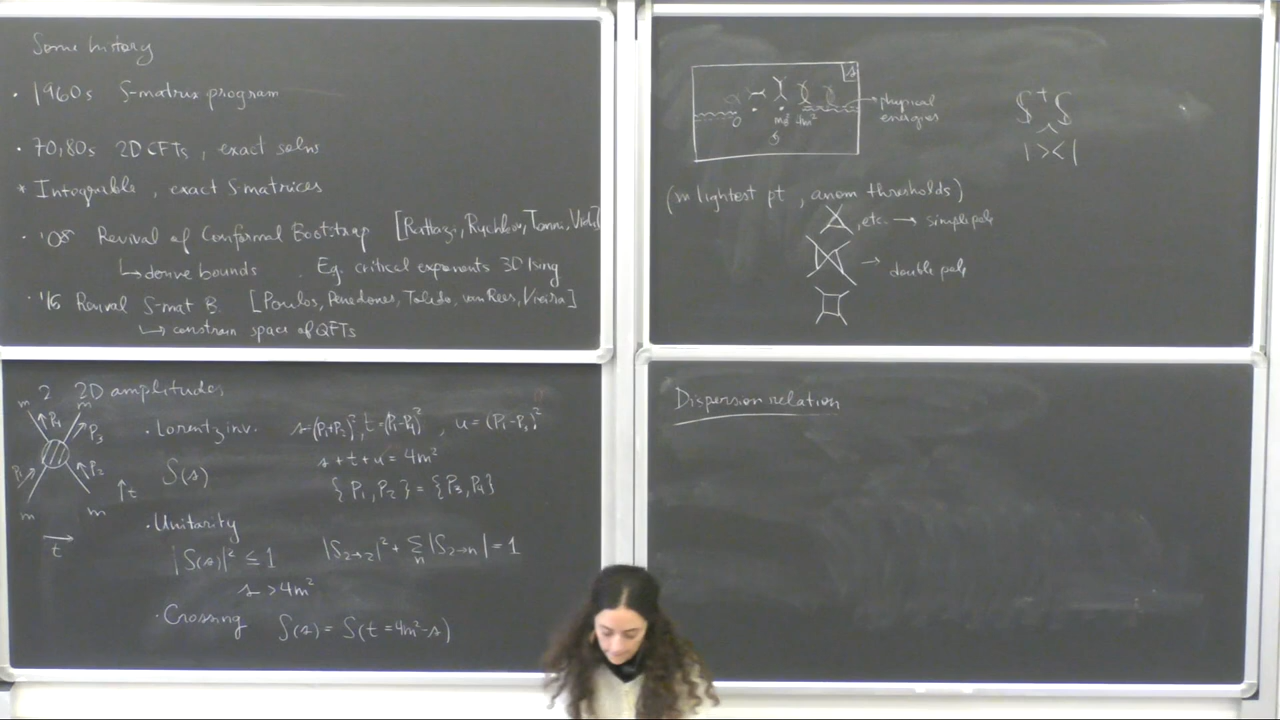 Some history
• 1960s S-matrix program
• 70,80s 2D CFTs, exact solns
* Integrable, exact S-matrices
• '08 Revival of Conformal Bootstrap [Rattazi, Rychkov, Tonni, Vichi]
↳ derive bounds . Eg. critical exponents 3D Ising
• '16 Revival S-mat B. [Paulos, Penedones, Toledo, van Rees, Vieira]
↳ constrain space of QFTs
2 2D amplitudes
m m
P4 P3
P1 P2
m m
↑t
→
t
• Lorentz inv. s=(P1+P2)², t=(P1-P4)², u=(P1-P3)²
s+t+u=4m²
S(s) {P1,P2}={P3,P4}
• Unitarity
|S(s)|² ≤ 1 |S2→2|² + Σn |S2→n| = 1
s > 4m²
• Crossing S(s) = S(t=4m²-s)
s
0 4m²
→ physical energies
S†S
^
|><|
(m lightest pt, anom thresholds)
, etc. → simple pole
→ double pole
Dispersion relation